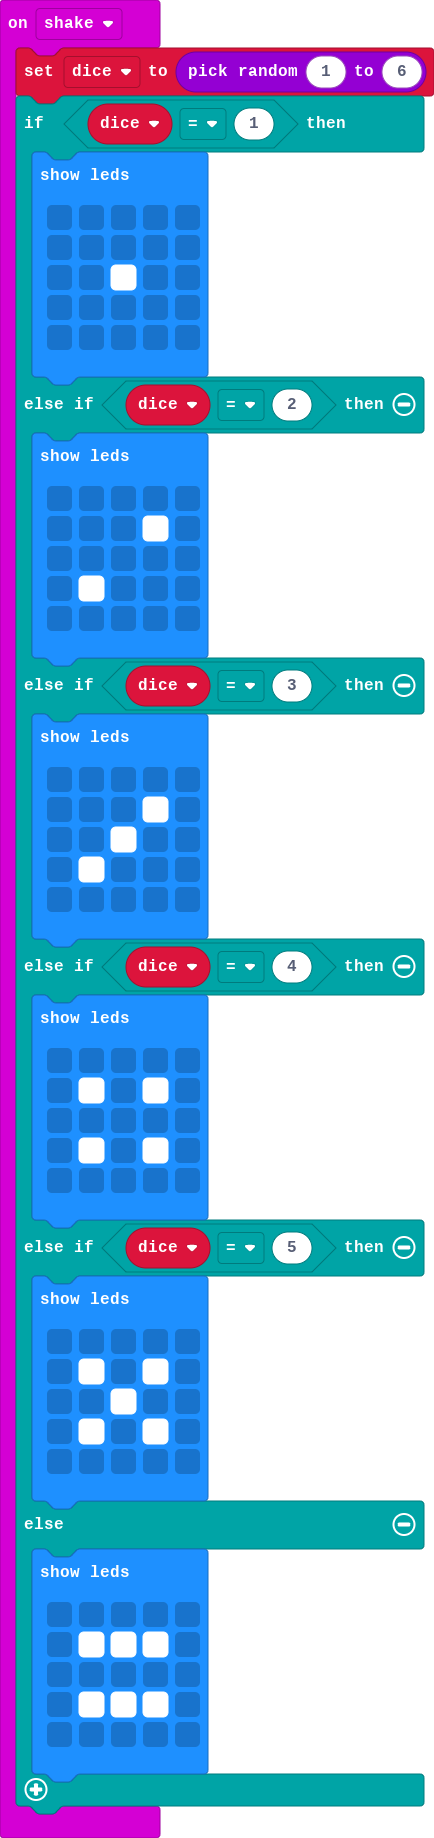 on shake
set dice to pick random 1 to 6
if dice = 1 then
show leds
else if dice = 2 then
show leds
else if dice = 3 then
show leds
else if dice = 4 then
show leds
else if dice = 5 then
show leds
else
show leds